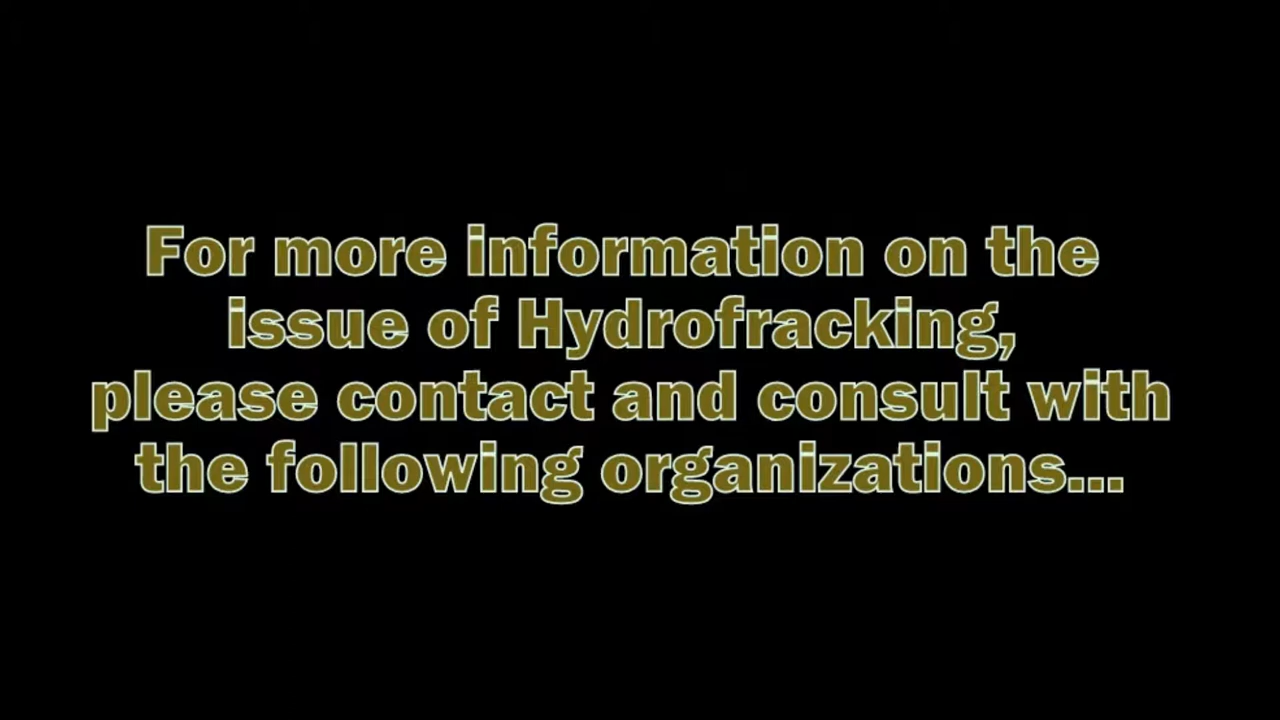 For more information on the
issue of Hydrofracking,
please contact and consult with
the following organizations...